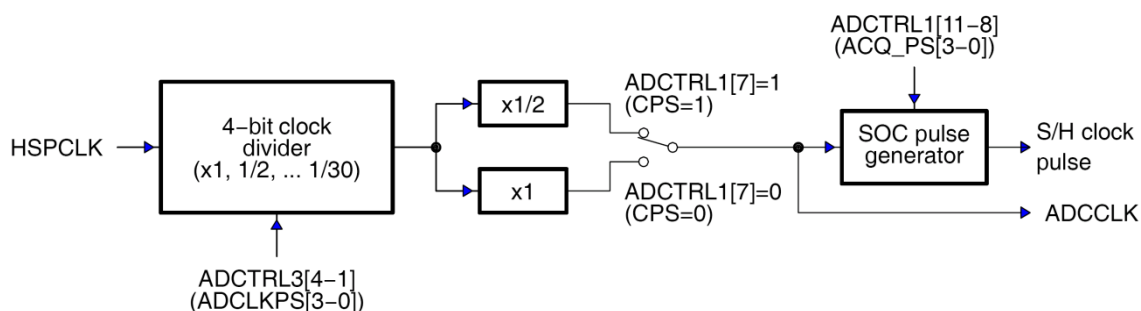 HSPCLK
4−bit clock
divider
(x1, 1/2, ... 1/30)
ADCTRL3[4−1]
(ADCLKPS[3−0])
x1/2
x1
ADCTRL1[7]=1
(CPS=1)
ADCTRL1[7]=0
(CPS=0)
ADCTRL1[11−8]
(ACQ_PS[3−0])
SOC pulse
generator
S/H clock
pulse
ADCCLK